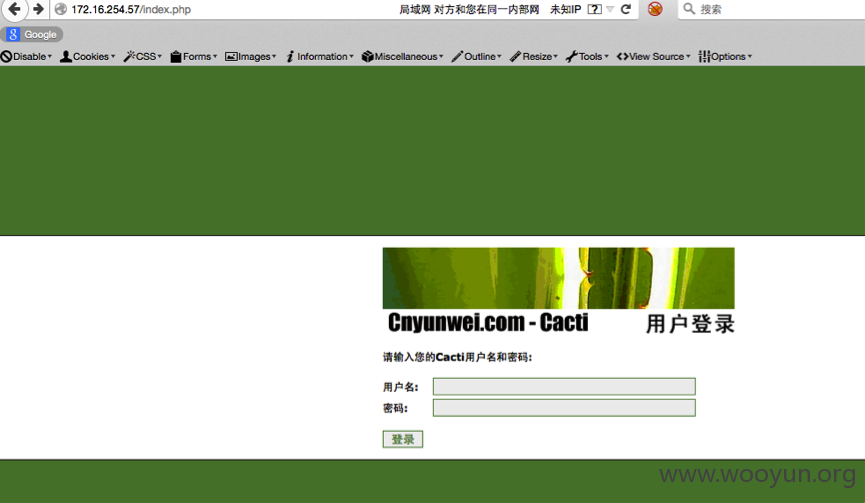 172.16.254.57/index.php 局域网 对方和您在同一内部网 未知IP 搜索
Google
Disable Cookies CSS Forms Images Information Miscellaneous Outline Resize Tools View Source Options
Cnyunwei.com - Cacti 用户登录
请输入您的Cacti用户名和密码:
用户名:
密码:
登录
www.wooyun.org